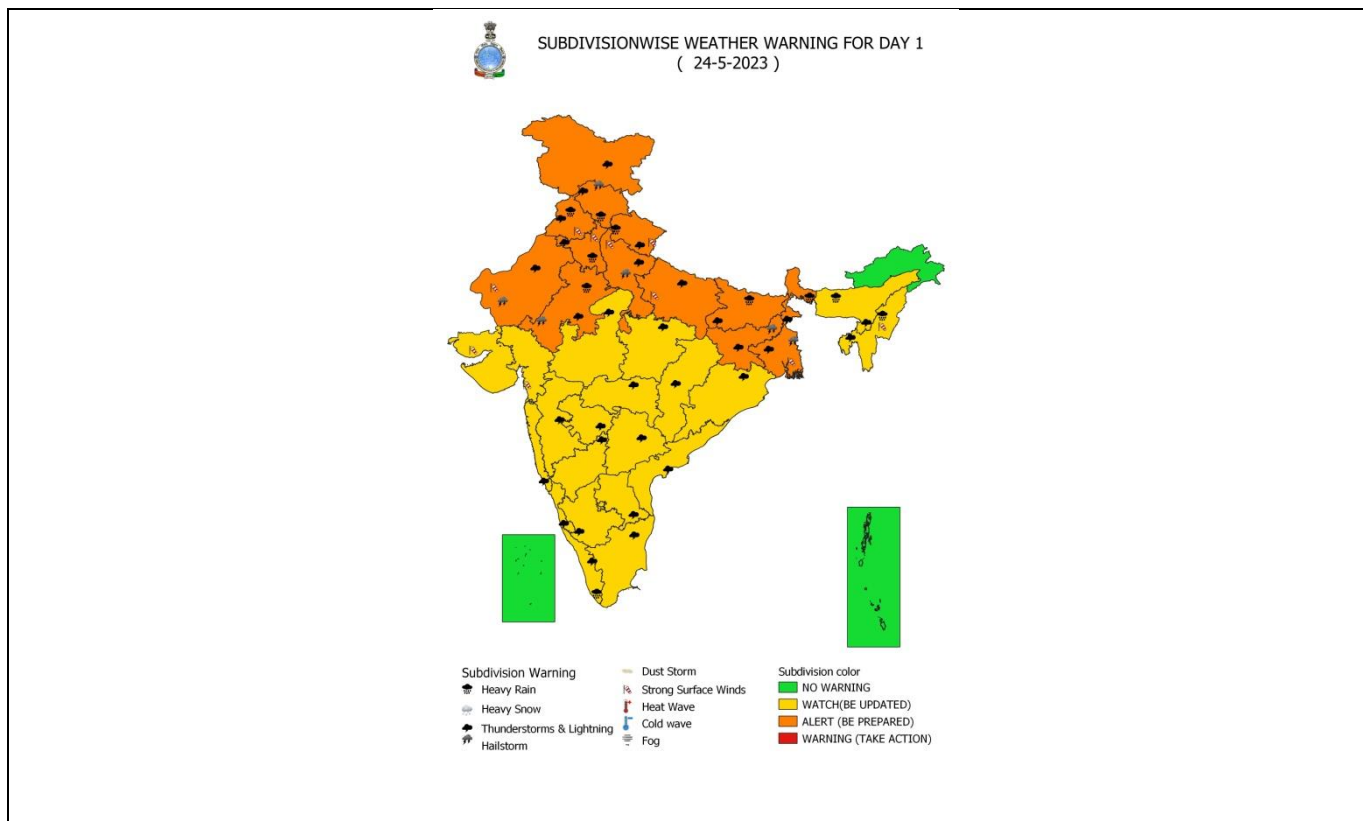 SUBDIVISIONWISE WEATHER WARNING FOR DAY 1
( 24-5-2023 )
Subdivision Warning
Heavy Rain
Heavy Snow
Thunderstorms & Lightning
Hailstorm
Dust Storm
Strong Surface Winds
Heat Wave
Cold wave
Fog
Subdivision color
NO WARNING
WATCH(BE UPDATED)
ALERT (BE PREPARED)
WARNING (TAKE ACTION)